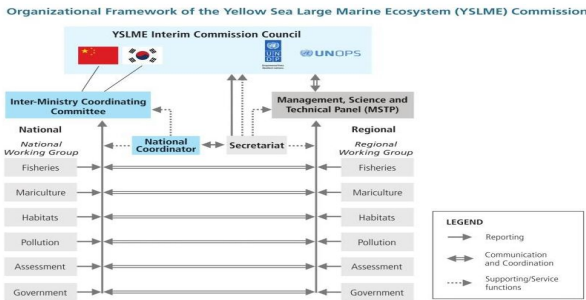 Organizational Framework of the Yellow Sea Large Marine Ecosystem (YSLME) Commission
YSLME Interim Commission Council
UN
DP
UNOPS
Inter-Ministry Coordinating
Committee
Management, Science and
Technical Panel (MSTP)
National
Regional
National
Working Group
National
Coordinator
Secretariat
Regional
Working Group
Fisheries
Fisheries
Mariculture
Mariculture
Habitats
Habitats
Pollution
Pollution
Assessment
Assessment
Government
Government
LEGEND
Reporting
Communication
and Coordination
Supporting/Service
functions